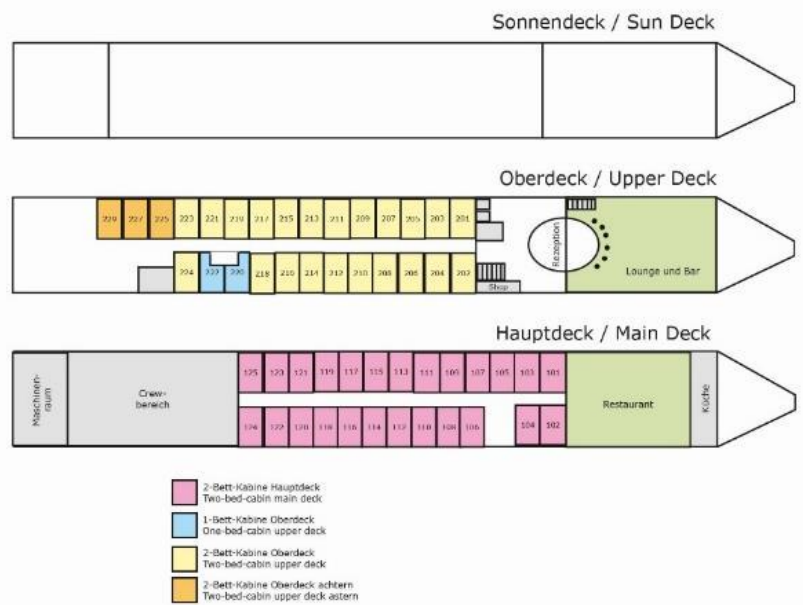 Sonnendeck / Sun Deck
Oberdeck / Upper Deck
229 227 225 223 221 219 217 215 213 211 209 207 205 203 201
Rezeption
224 222 220 218 216 214 212 210 208 206 204 202
Lounge und Bar
Shop
Hauptdeck / Main Deck
125 123 121 119 117 115 113 111 109 107 105 103 101
Maschinen-
raum
Crew-
bereich
Restaurant
Küche
124 122 120 118 116 114 112 110 108 106 104 102
2-Bett-Kabine Hauptdeck
Two-bed-cabin main deck
1-Bett-Kabine Oberdeck
One-bed-cabin upper deck
2-Bett-Kabine Oberdeck
Two-bed-cabin upper deck
2-Bett-Kabine Oberdeck achtern
Two-bed-cabin upper deck astern